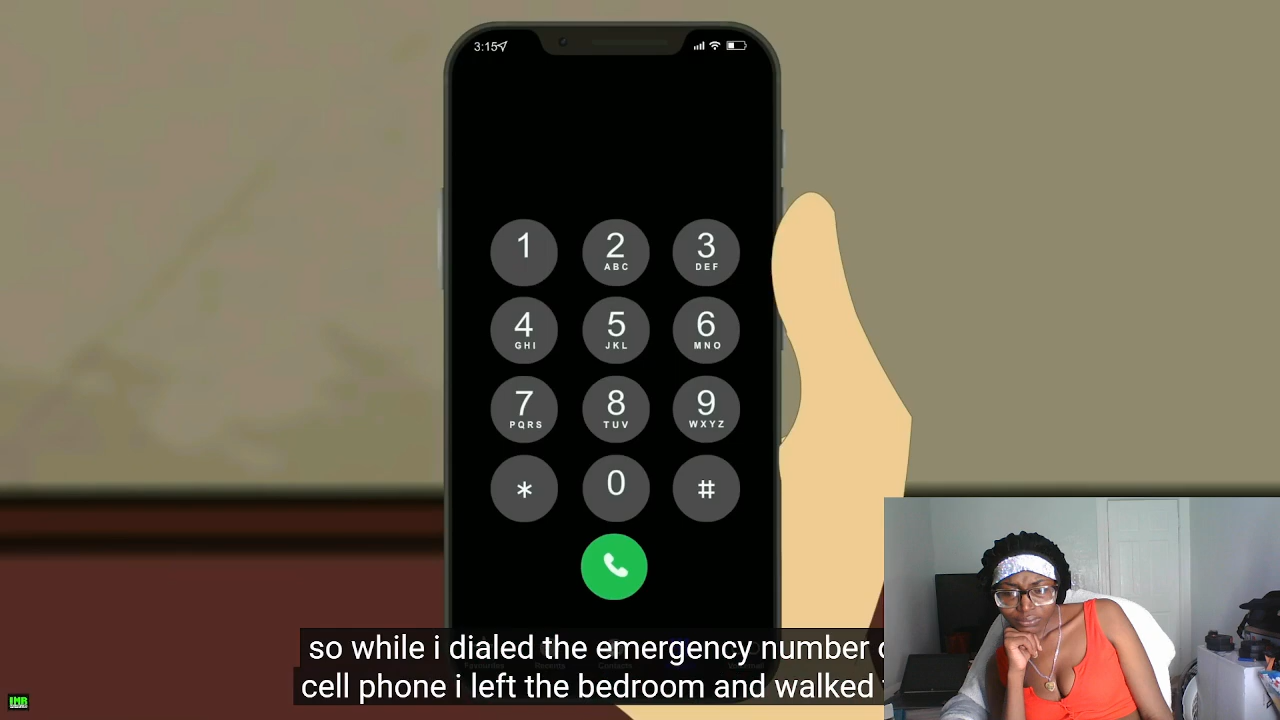 3:15
1
2
ABC
3
DEF
4
GHI
5
JKL
6
MNO
7
PQRS
8
TUV
9
WXYZ
*
0
#
so while i dialed the emergency number
cell phone i left the bedroom and walked